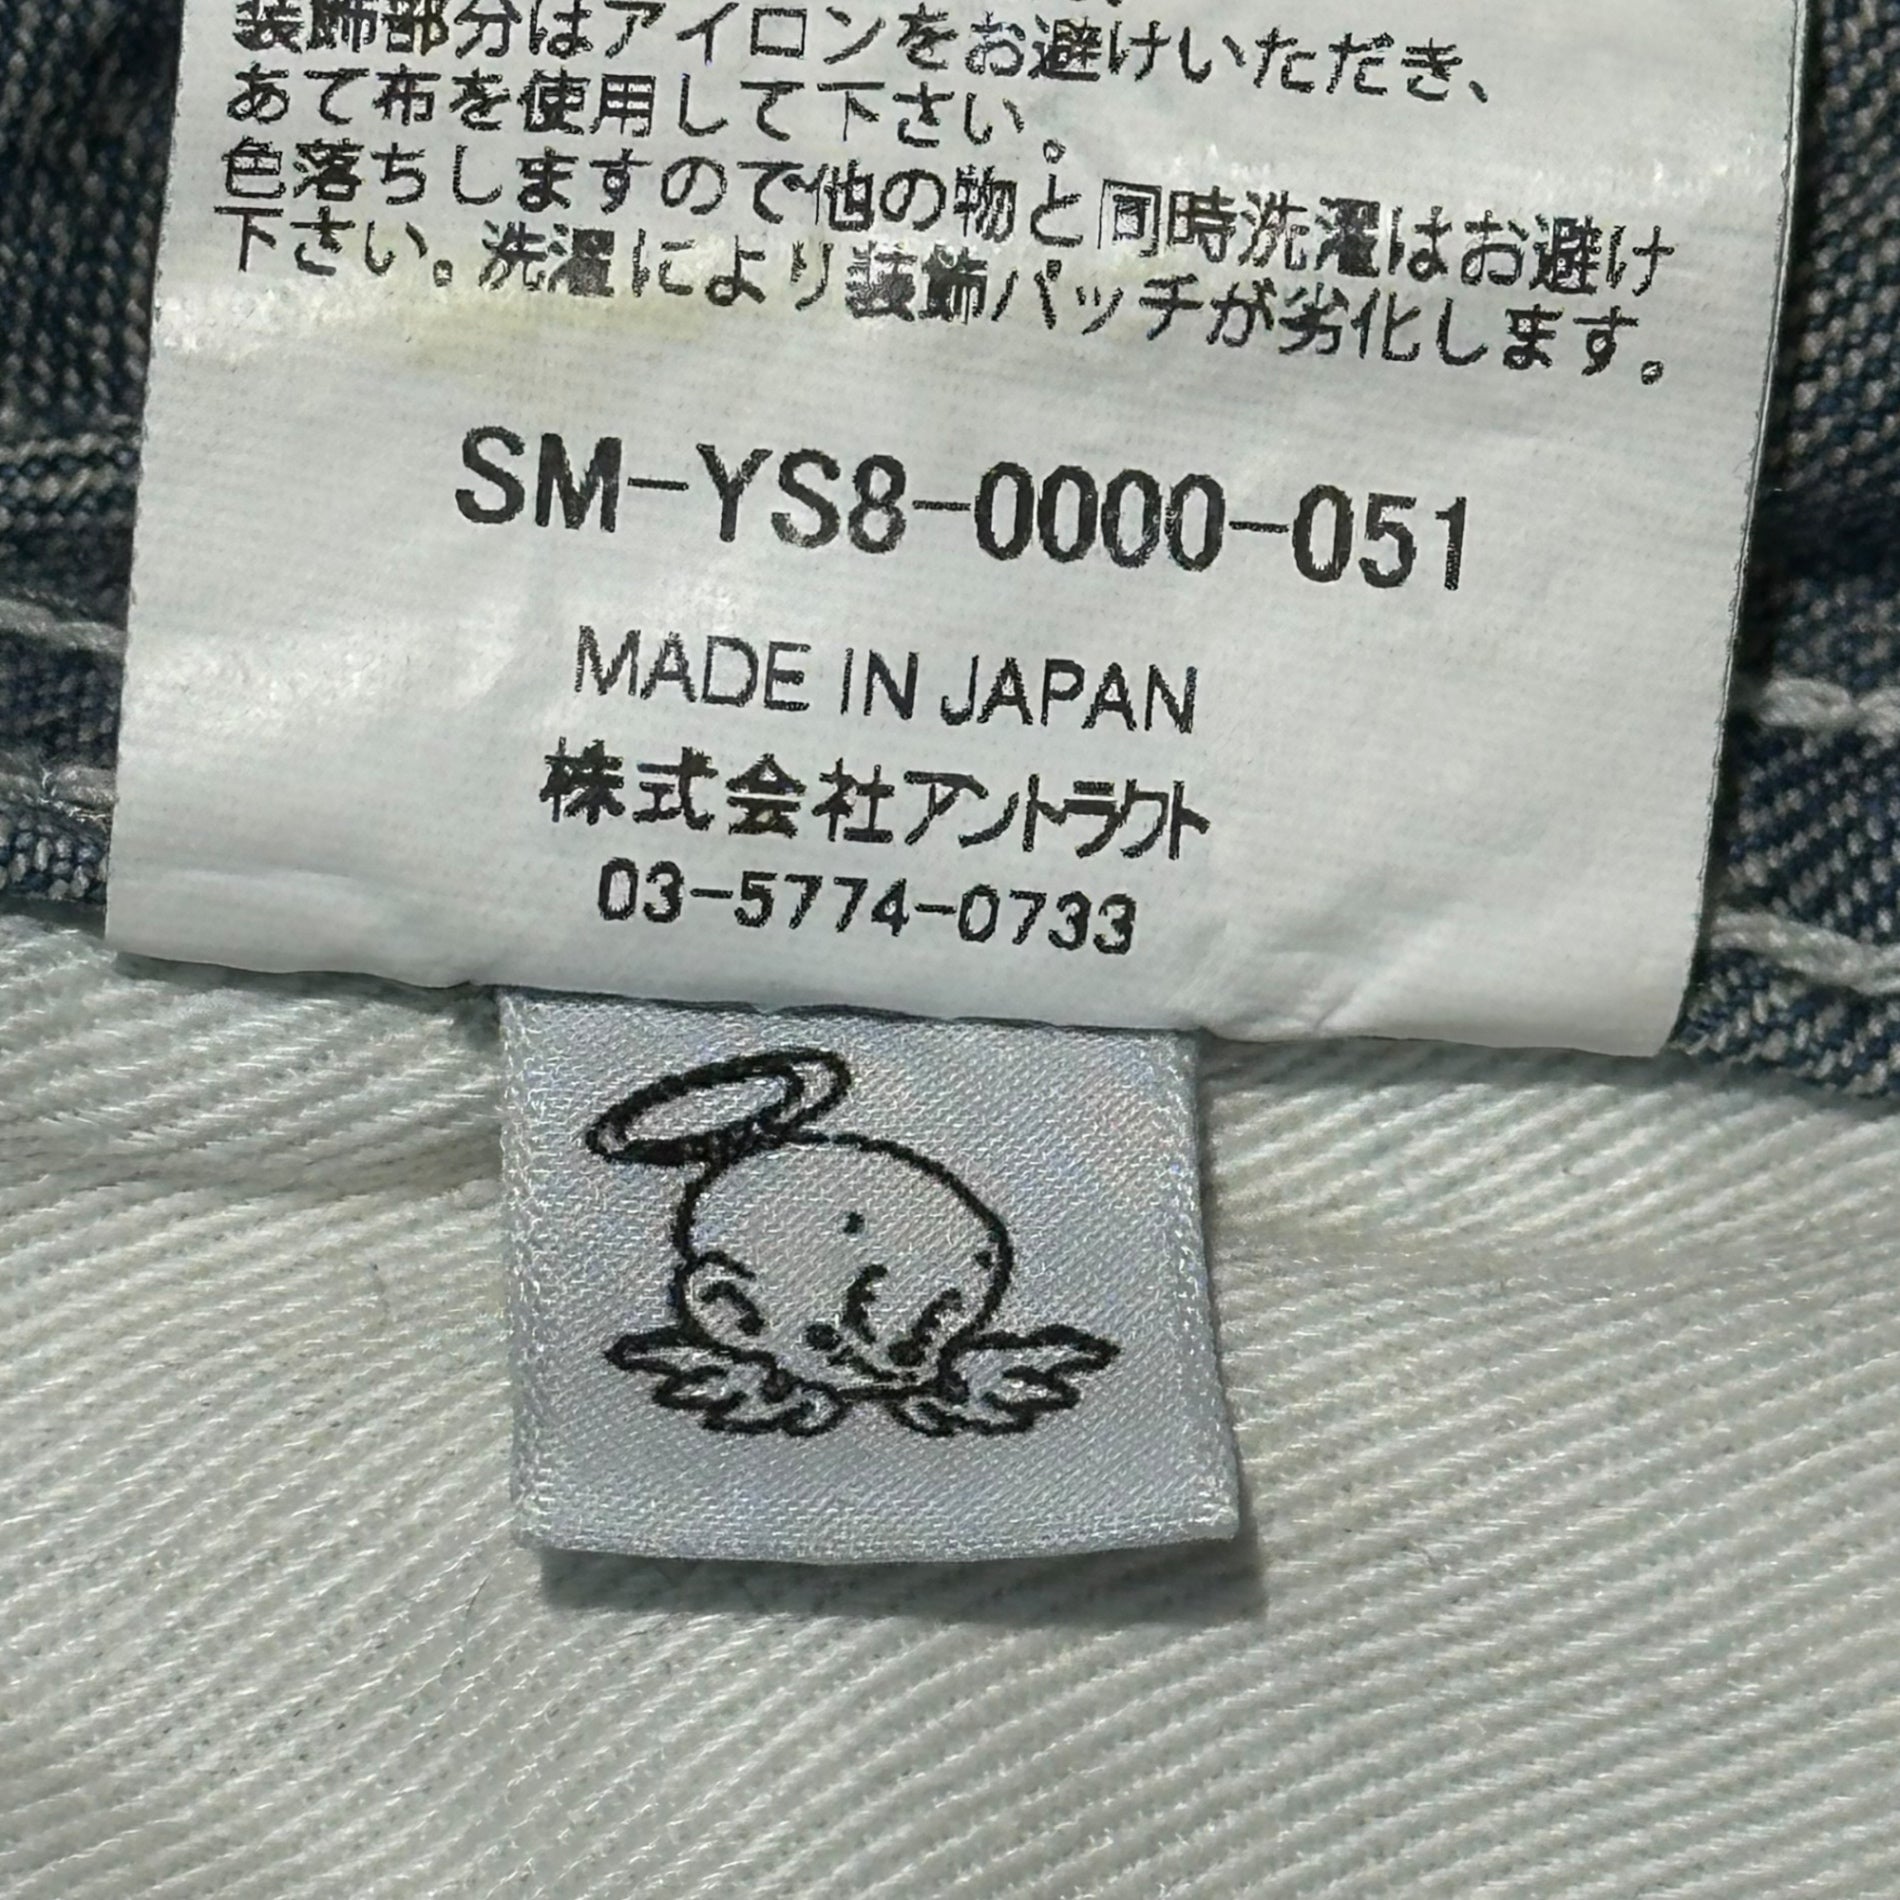 装飾部分はアイロンをお避けいただき、
あて布を使用して下さい。
色落ちしますので他の物と同時洗濯はお避け
下さい。洗濯により装飾パッチが劣化します。
SM-YS8-0000-051
MADE IN JAPAN
株式会社アントラクト
03-5774-0733